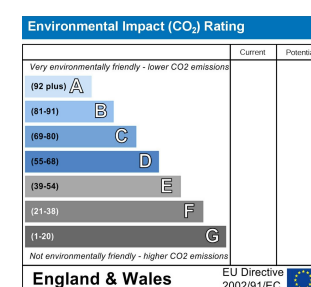 Environmental Impact (CO₂) Rating
Current
Very environmentally friendly - lower CO2 emissions
(92 plus) A
(81-91) B
(69-80) C
(55-68) D
(39-54) E
(21-38) F
(1-20) G
Not environmentally friendly - higher CO2 emissions
England & Wales
EU Directive
2002/91/EC